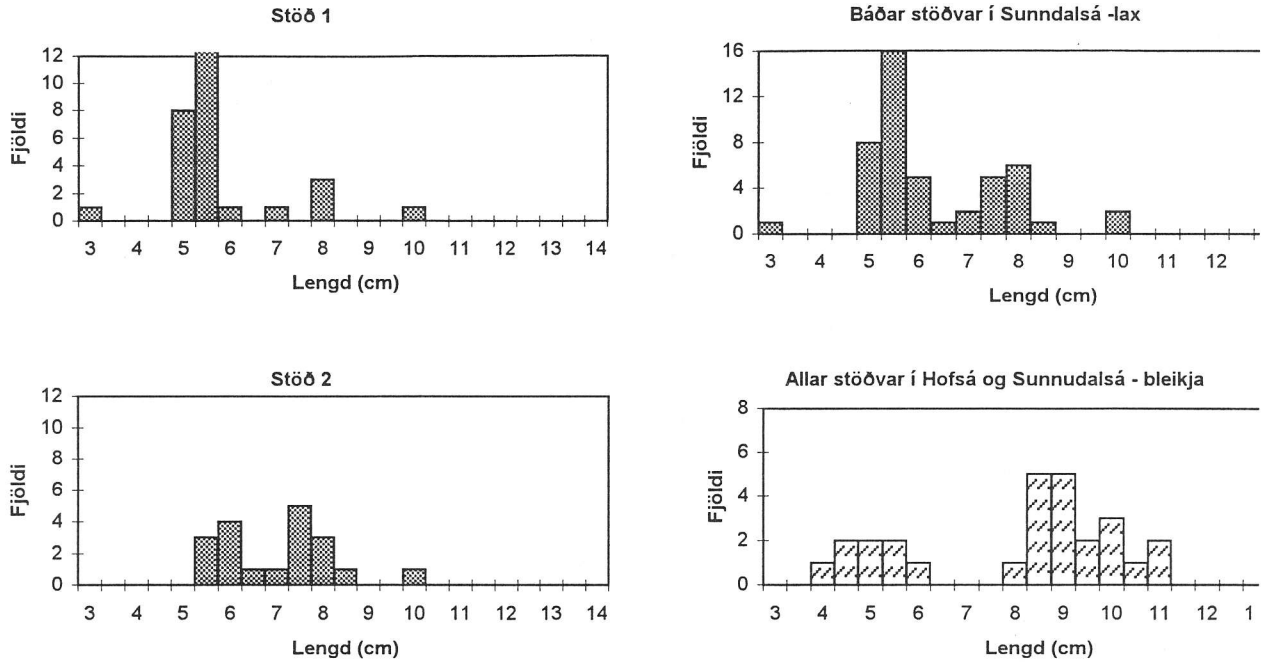 Stöð 1
Fjöldi
12
10
8
6
4
2
0
3 4 5 6 7 8 9 10 11 12 13 14
Lengd (cm)
Báðar stöðvar í Sunndalsá -lax
Fjöldi
16
12
8
4
0
3 4 5 6 7 8 9 10 11 12
Lengd (cm)
Stöð 2
Fjöldi
12
10
8
6
4
2
0
3 4 5 6 7 8 9 10 11 12 13 14
Lengd (cm)
Allar stöðvar í Hofsá og Sunnudalsá - bleikja
Fjöldi
8
6
4
2
0
3 4 5 6 7 8 9 10 11 12 1
Lengd (cm)